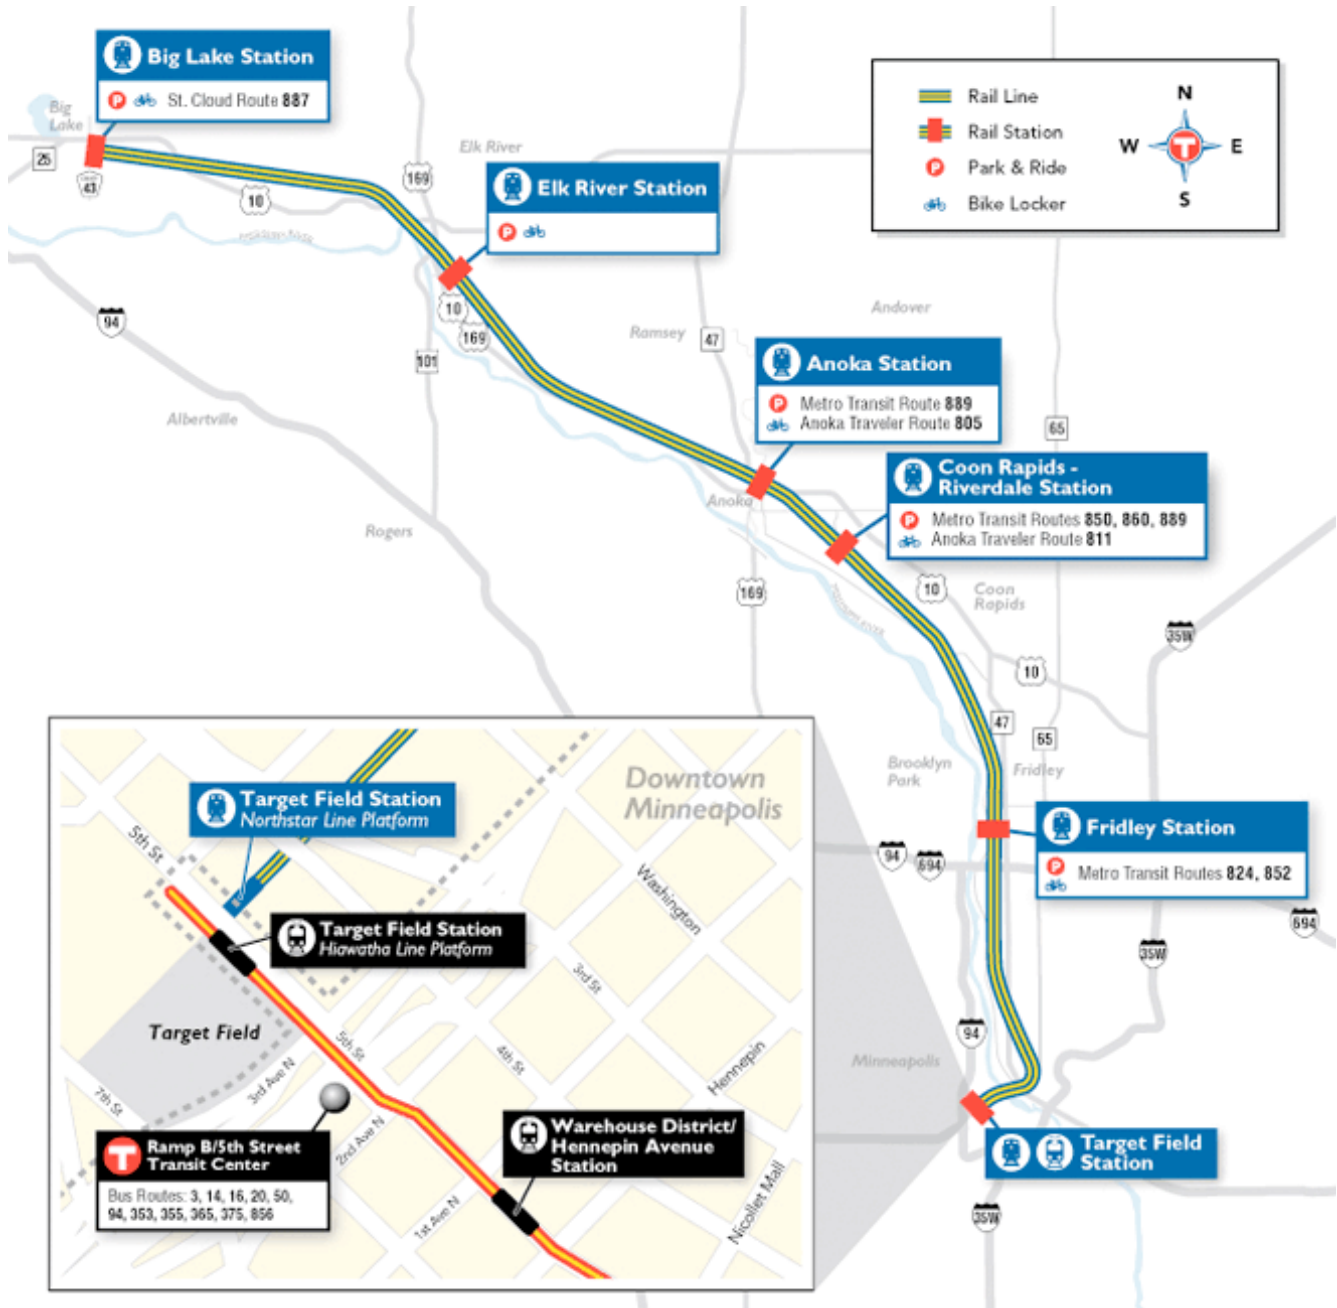 Big Lake Station
St. Cloud Route 887
Big
Lake
25
43
10
169
Elk River
Elk River Station
Rail Line
Rail Station
Park & Ride
Bike Locker
N
W
E
S
T
P
94
101
10
169
Albertville
Rogers
Ramsey
47
Andover
Anoka Station
Metro Transit Route 889
Anoka Traveler Route 805
65
Anoka
Coon Rapids -
Riverdale Station
Metro Transit Routes 850, 860, 889
Anoka Traveler Route 811
169
10
Coon
Rapids
35W
10
47
65
Brooklyn
Park
Fridley
Fridley Station
Metro Transit Routes 824, 852
94
694
694
35W
94
Minneapolis
Target Field
Station
35W
Downtown
Minneapolis
Target Field Station
Northstar Line Platform
5th St
Washington
Target Field Station
Hiawatha Line Platform
3rd St
Target Field
5th St
4th St
Hennepin
7th St
3rd Ave N
2nd Ave N
1st Ave N
Nicollet Mall
T
Ramp B/5th Street
Transit Center
Bus Routes: 3, 14, 16, 20, 50,
94, 353, 355, 365, 375, 856
Warehouse District/
Hennepin Avenue
Station